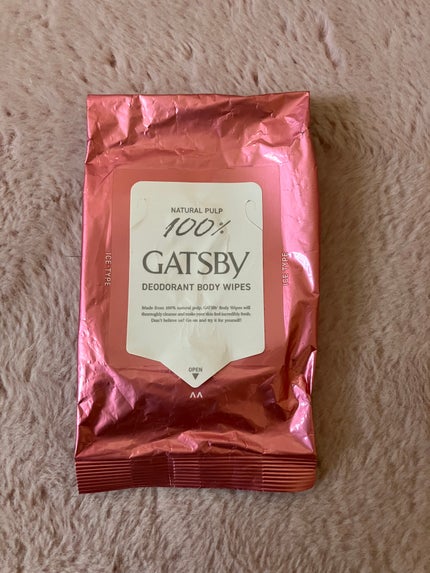 NATURAL PULP
100%
GATSBY
DEODORANT BODY WIPES
Made from 100% natural pulp, GATSBY Body Wipes will
thoroughly cleanse and make your skin feel incredibly fresh.
Don't believe us? Go on and try it for yourself!
ICE-TYPE
ICE-TYPE
OPEN